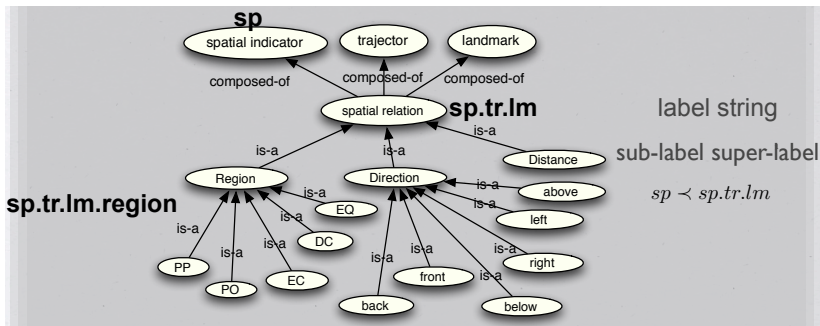 sp
spatial indicator
trajector
landmark
composed-of
composed-of
composed-of
spatial relation
sp.tr.lm
label string
is-a
is-a
is-a
Distance
sub-label super-label
Region
Direction
is-a
above
sp ≺ sp.tr.lm
sp.tr.lm.region
is-a
EQ
is-a
left
is-a
is-a
is-a
is-a
DC
is-a
is-a
is-a
right
is-a
PP
PO
EC
front
back
below